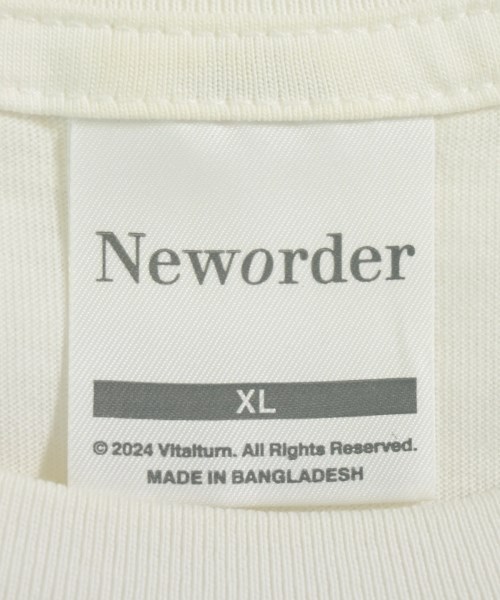 Neworder
XL
© 2024 Vitalturn. All Rights Reserved.
MADE IN BANGLADESH